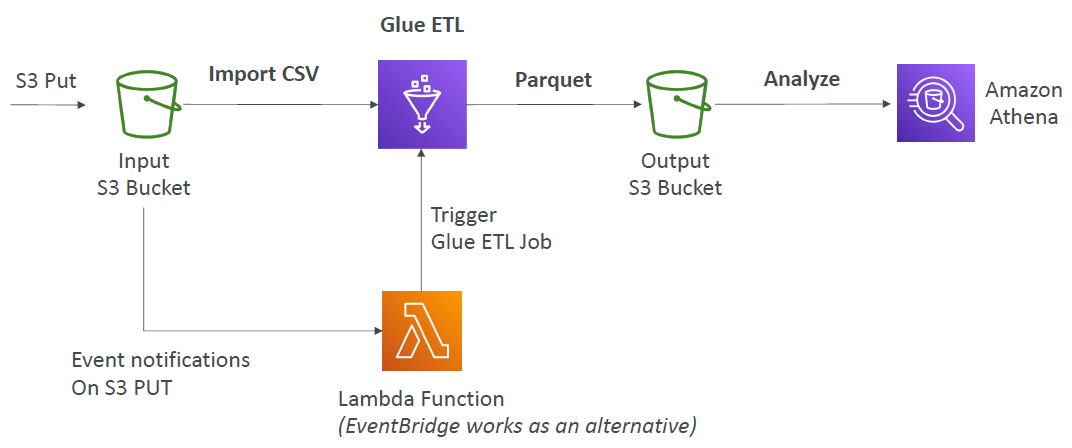 Glue ETL
S3 Put
Import CSV
Parquet
Analyze
Amazon
Athena
Input
S3 Bucket
Output
S3 Bucket
Trigger
Glue ETL Job
Event notifications
On S3 PUT
Lambda Function
(EventBridge works as an alternative)